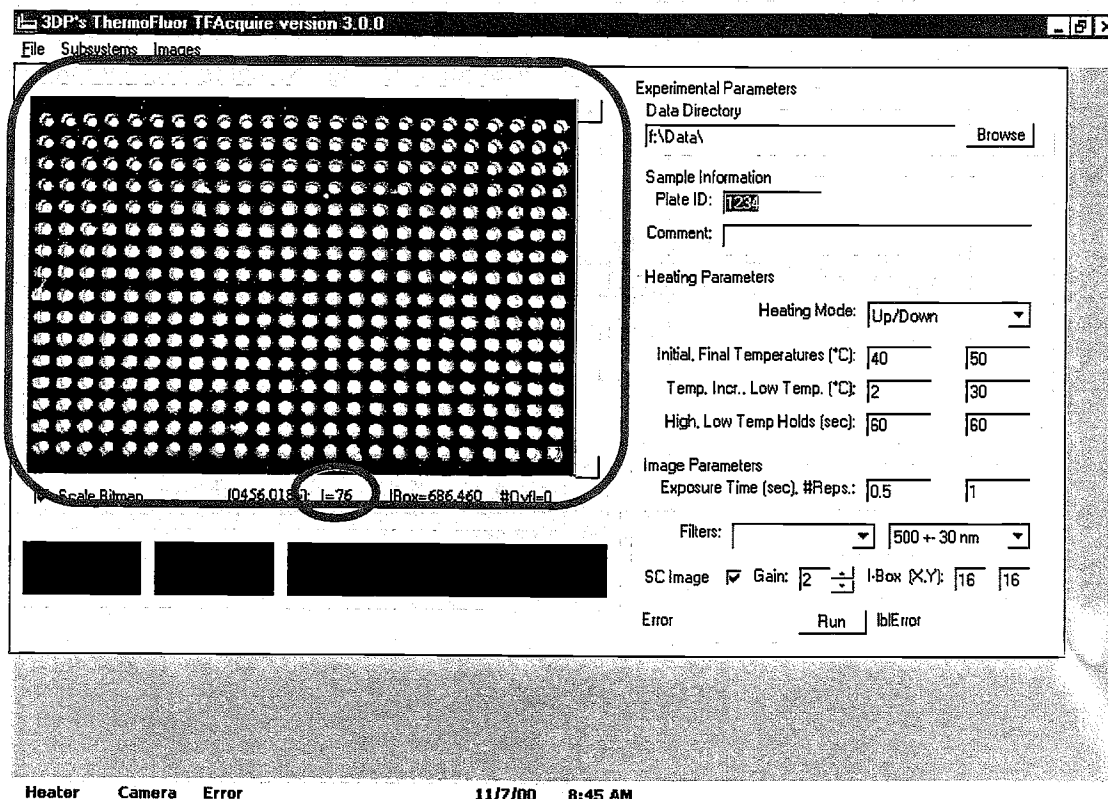 3DP's ThermoFluor TFAcquire version 3.0.0
File Subsystems Images
Experimental Parameters
Data Directory
f:\Data\ Browse
Sample Information
Plate ID: T234
Comment:
Heating Parameters
Heating Mode: Up/Down
Initial, Final Temperatures (°C): 40 50
Temp. Incr., Low Temp. (°C): 2 30
High, Low Temp Holds (sec): 60 60
Scale Bitmap I=76 IBox=686,460 #Ovfl=0
Image Parameters
Exposure Time (sec), #Reps.: 0.5 1
Filters: 500 +- 30 nm
SC Image Gain: 2 I-Box (X,Y): 16 16
Error Run lblError
Heater Camera Error 11/7/00 8:45 AM